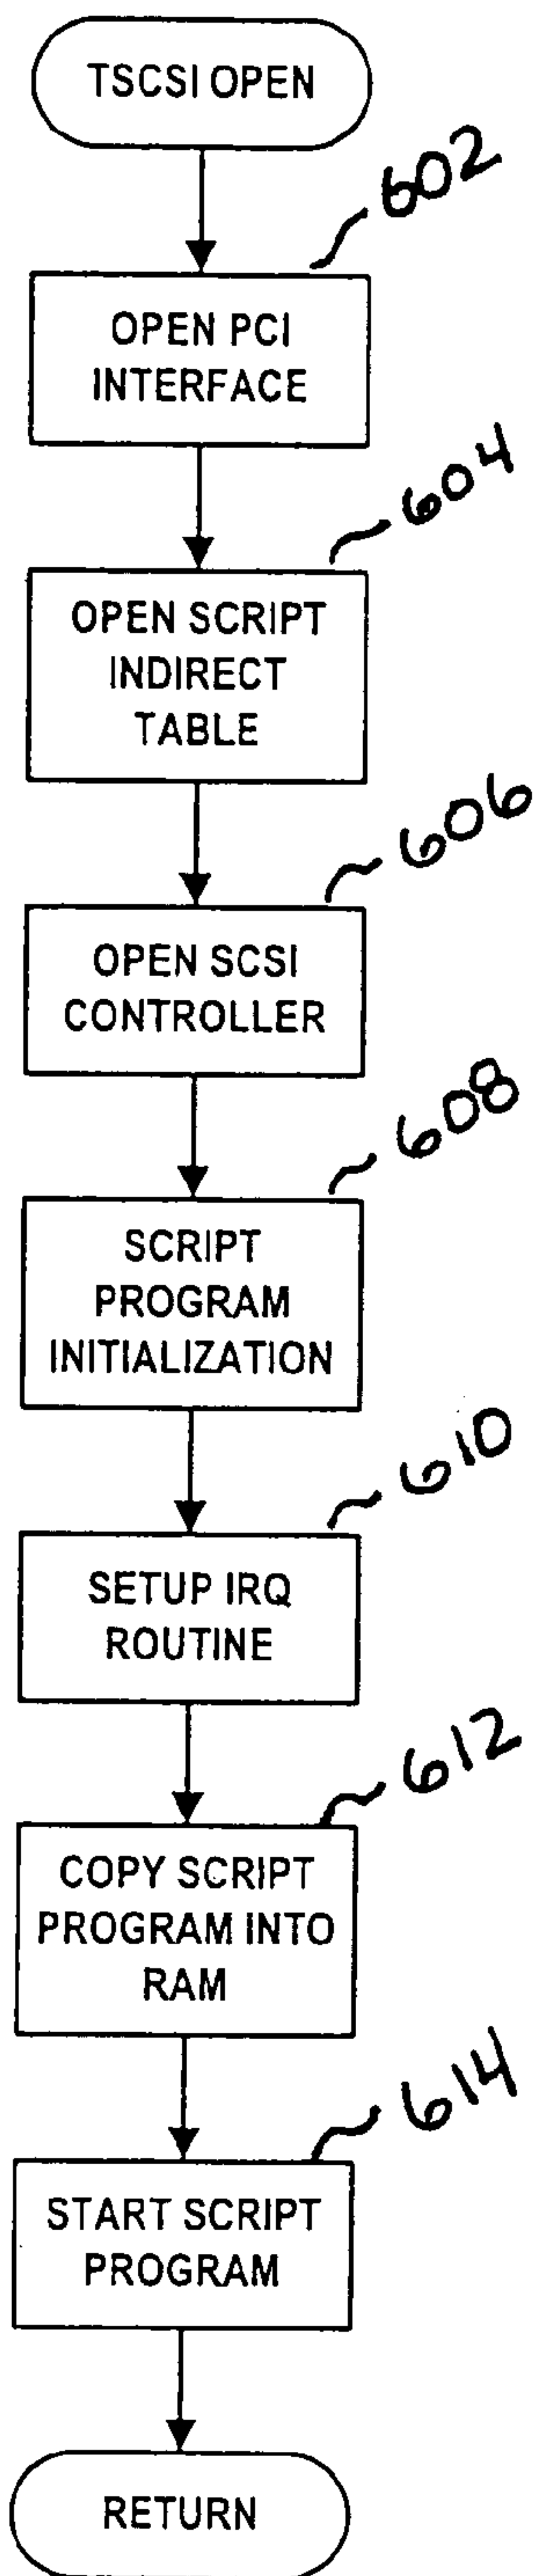 TSCSI OPEN
602
OPEN PCI
INTERFACE
604
OPEN SCRIPT
INDIRECT
TABLE
606
OPEN SCSI
CONTROLLER
608
SCRIPT
PROGRAM
INITIALIZATION
610
SETUP IRQ
ROUTINE
612
COPY SCRIPT
PROGRAM INTO
RAM
614
START SCRIPT
PROGRAM
RETURN